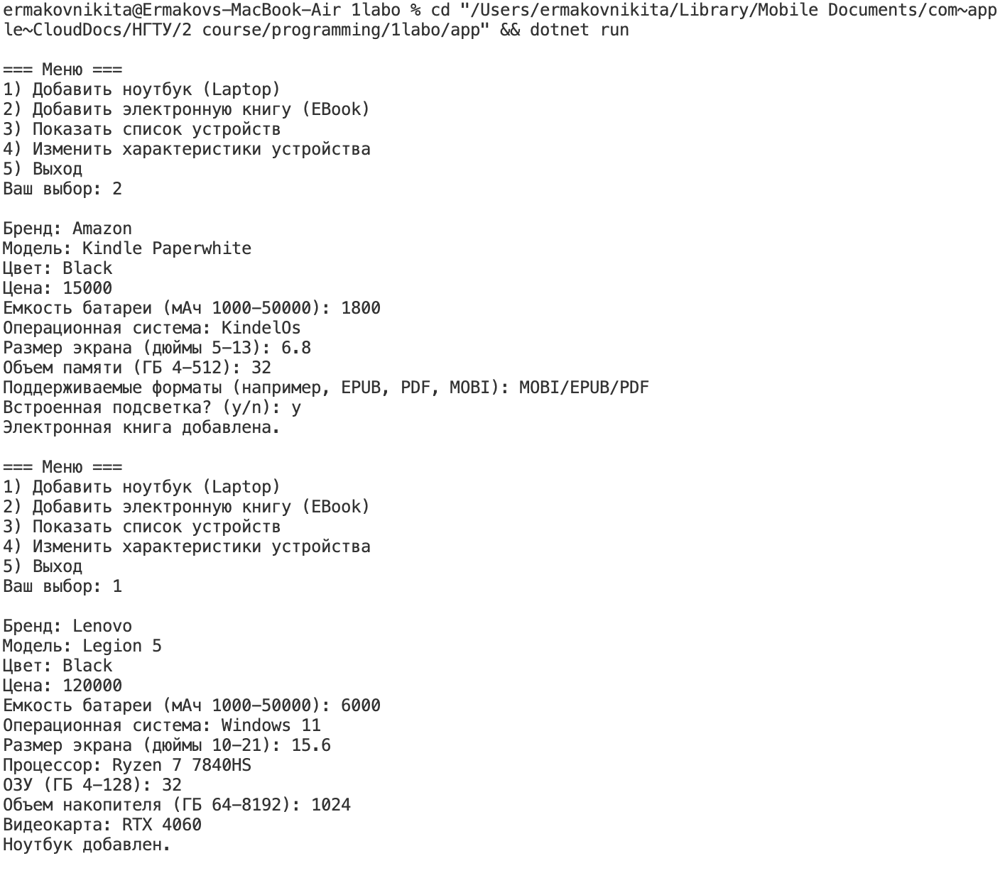 ermakovnikita@Ermakovs-MacBook-Air 1labo % cd "/Users/ermakovnikita/Library/Mobile Documents/com~app
le~CloudDocs/НГТУ/2 course/programming/1labo/app" && dotnet run
=== Меню ===
1) Добавить ноутбук (Laptop)
2) Добавить электронную книгу (EBook)
3) Показать список устройств
4) Изменить характеристики устройства
5) Выход
Ваш выбор: 2
Бренд: Amazon
Модель: Kindle Paperwhite
Цвет: Black
Цена: 15000
Емкость батареи (мАч 1000-50000): 1800
Операционная система: KindelOs
Размер экрана (дюймы 5-13): 6.8
Объем памяти (ГБ 4-512): 32
Поддерживаемые форматы (например, EPUB, PDF, MOBI): MOBI/EPUB/PDF
Встроенная подсветка? (y/n): y
Электронная книга добавлена.
=== Меню ===
1) Добавить ноутбук (Laptop)
2) Добавить электронную книгу (EBook)
3) Показать список устройств
4) Изменить характеристики устройства
5) Выход
Ваш выбор: 1
Бренд: Lenovo
Модель: Legion 5
Цвет: Black
Цена: 120000
Емкость батареи (мАч 1000-50000): 6000
Операционная система: Windows 11
Размер экрана (дюймы 10-21): 15.6
Процессор: Ryzen 7 7840HS
ОЗУ (ГБ 4-128): 32
Объем накопителя (ГБ 64-8192): 1024
Видеокарта: RTX 4060
Ноутбук добавлен.